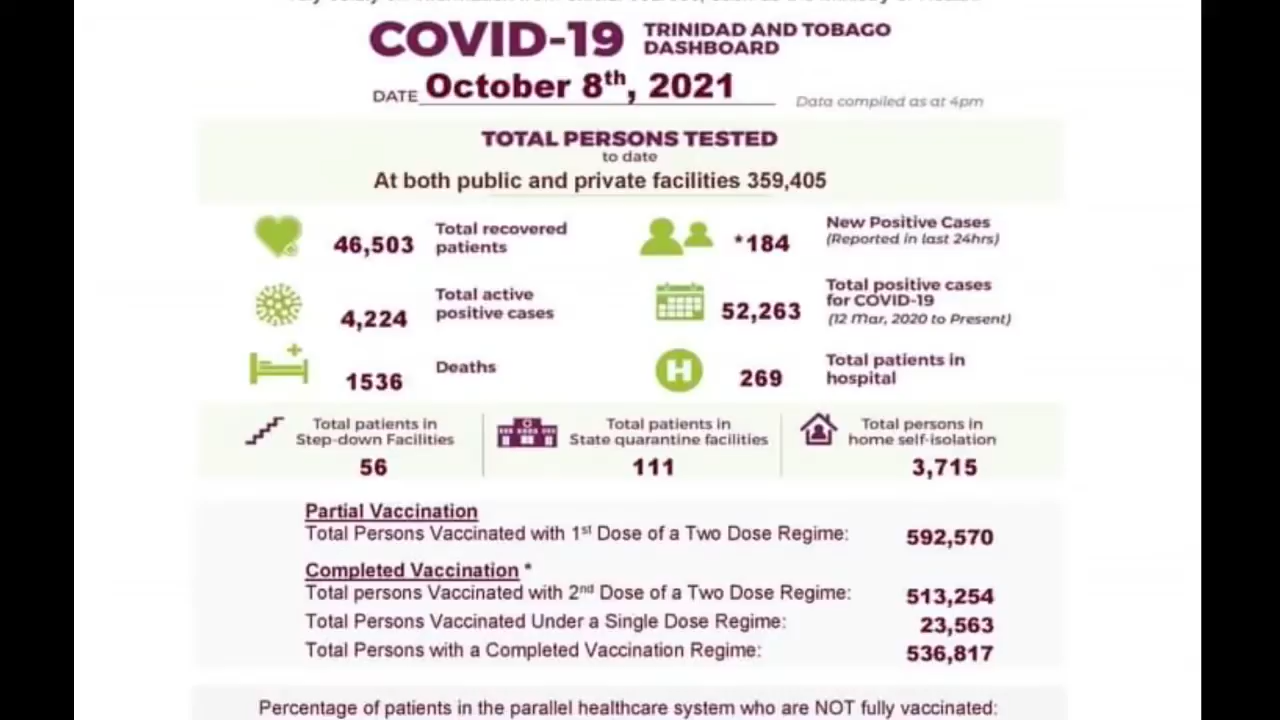 COVID-19 TRINIDAD AND TOBAGO
DASHBOARD
DATE October 8th, 2021
Data compiled as at 4pm
TOTAL PERSONS TESTED
to date
At both public and private facilities 359,405
46,503 Total recovered
patients
*184 New Positive Cases
(Reported in last 24hrs)
4,224 Total active
positive cases
52,263 Total positive cases
for COVID-19
(12 Mar, 2020 to Present)
1536 Deaths
H 269 Total patients in
hospital
Total patients in
Step-down Facilities
56
Total patients in
State quarantine facilities
111
Total persons in
home self-isolation
3,715
Partial Vaccination
Total Persons Vaccinated with 1st Dose of a Two Dose Regime: 592,570
Completed Vaccination *
Total persons Vaccinated with 2nd Dose of a Two Dose Regime: 513,254
Total Persons Vaccinated Under a Single Dose Regime: 23,563
Total Persons with a Completed Vaccination Regime: 536,817
Percentage of patients in the parallel healthcare system who are NOT fully vaccinated: